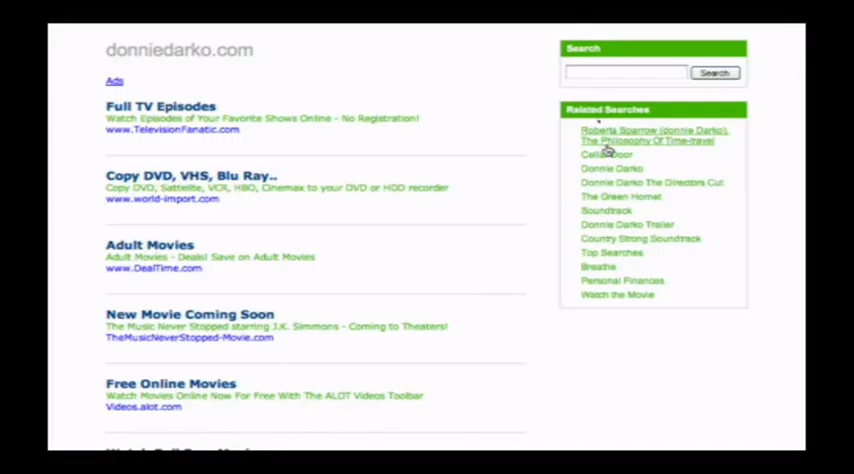 donniedarko.com
Ads
Full TV Episodes
Watch Episodes of Your Favorite Shows Online - No Registration!
www.TelevisionFanatic.com
Copy DVD, VHS, Blu Ray..
Copy DVD, Sattelite, VCR, HBO, Cinemax to your DVD or HDD recorder
www.world-import.com
Adult Movies
Adult Movies - Deals! Save on Adult Movies
www.DealTime.com
New Movie Coming Soon
The Music Never Stopped starring J.K. Simmons - Coming to Theaters!
TheMusicNeverStopped-Movie.com
Free Online Movies
Watch Movies Online Now For Free With The ALOT Videos Toolbar
Videos.alot.com
Search
Search
Related Searches
Roberta Sparrow (donnie Darko),
The Philosophy Of Time-travel
Door
Donnie Darko
Donnie Darko The Directors Cut
The Green Hornet
Soundtrack
Donnie Darko Trailer
Country Strong Soundtrack
Top Searches
Breathe
Personal Finances
Watch the Movie